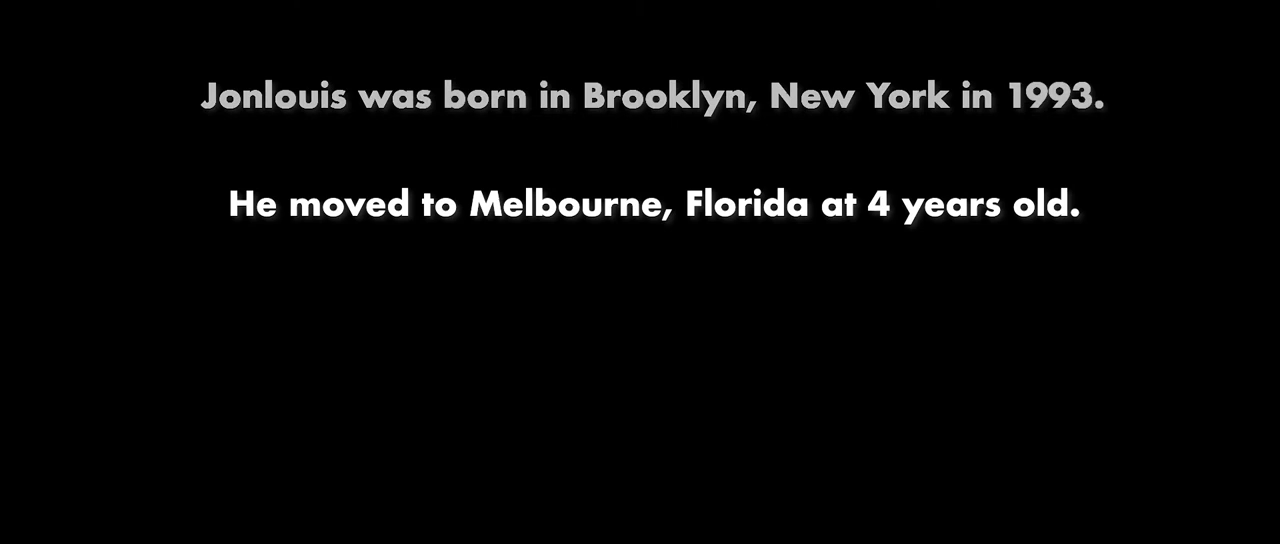 Jonlouis was born in Brooklyn, New York in 1993.
He moved to Melbourne, Florida at 4 years old.